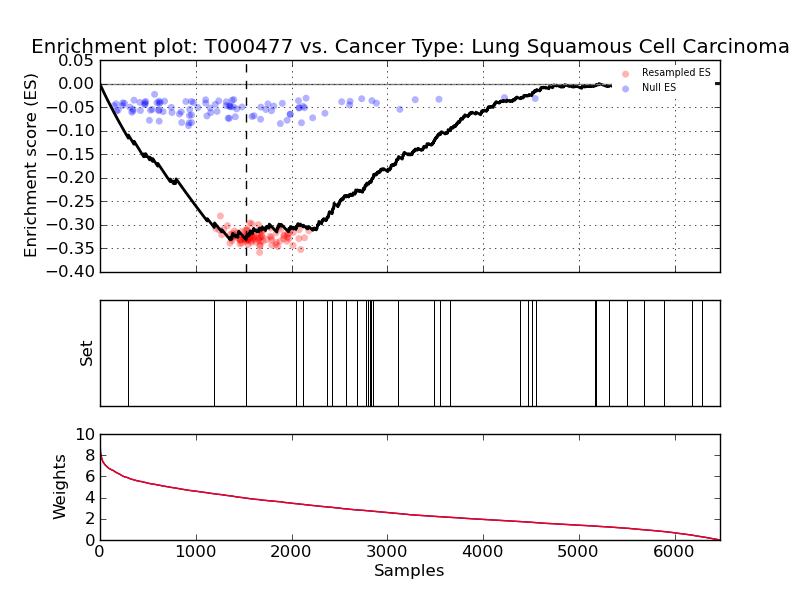 Enrichment plot: T000477 vs. Cancer Type: Lung Squamous Cell Carcinoma
0.05
0.00
−0.05
−0.10
−0.15
−0.20
−0.25
−0.30
−0.35
−0.40
Enrichment score (ES)
Resampled ES
Null ES
Set
10
8
6
4
2
0
Weights
0 1000 2000 3000 4000 5000 6000
Samples